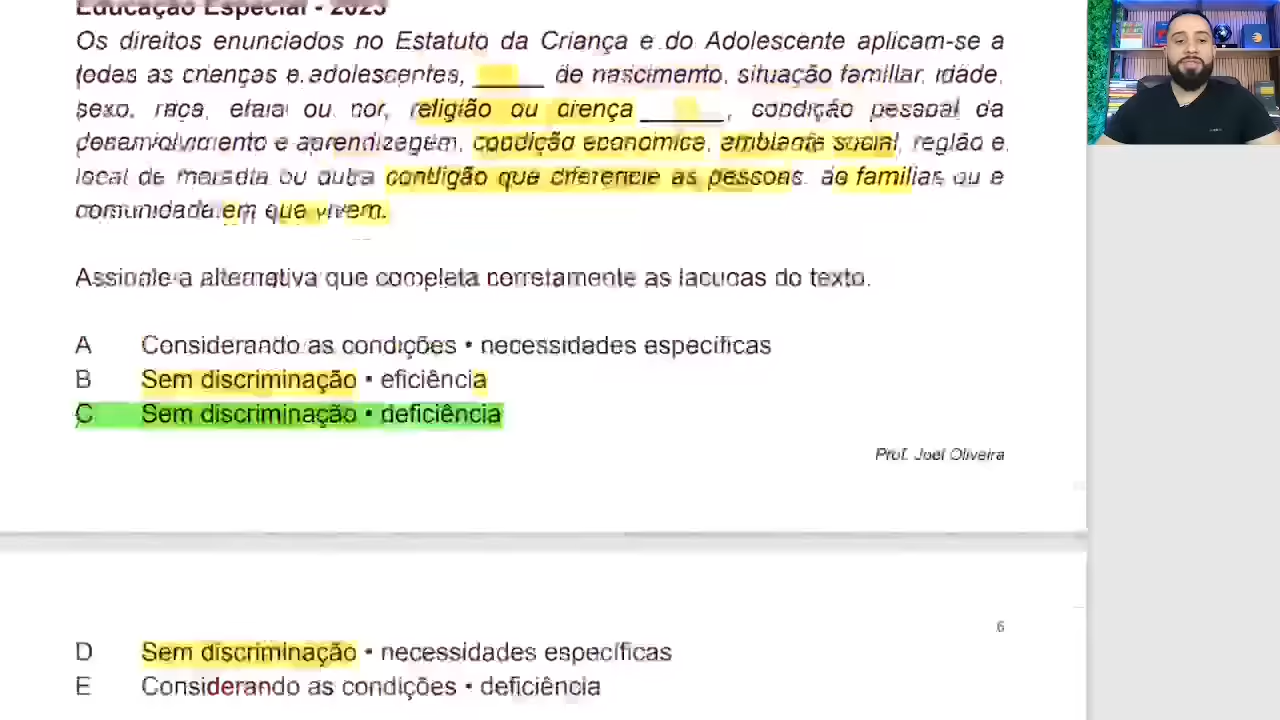 Educação Especial - 2023
Os direitos enunciados no Estatuto da Criança e do Adolescente aplicam-se a
todas as crianças e adolescentes, _____ de nascimento, situação familiar, idade,
sexo, raça, etnia ou cor, religião ou crença ______, condição pessoal de
desenvolvimento e aprendizagem, condição econômica, ambiente social, região e
local de moradia ou outra condição que diferencie as pessoas, as famílias ou a
comunidade em que vivem.
Assinale a alternativa que completa corretamente as lacunas do texto.
A Considerando as condições • necessidades específicas
B Sem discriminação • eficiência
C Sem discriminação • deficiência
Prof. Joel Oliveira
6
D Sem discriminação • necessidades específicas
E Considerando as condições • deficiência